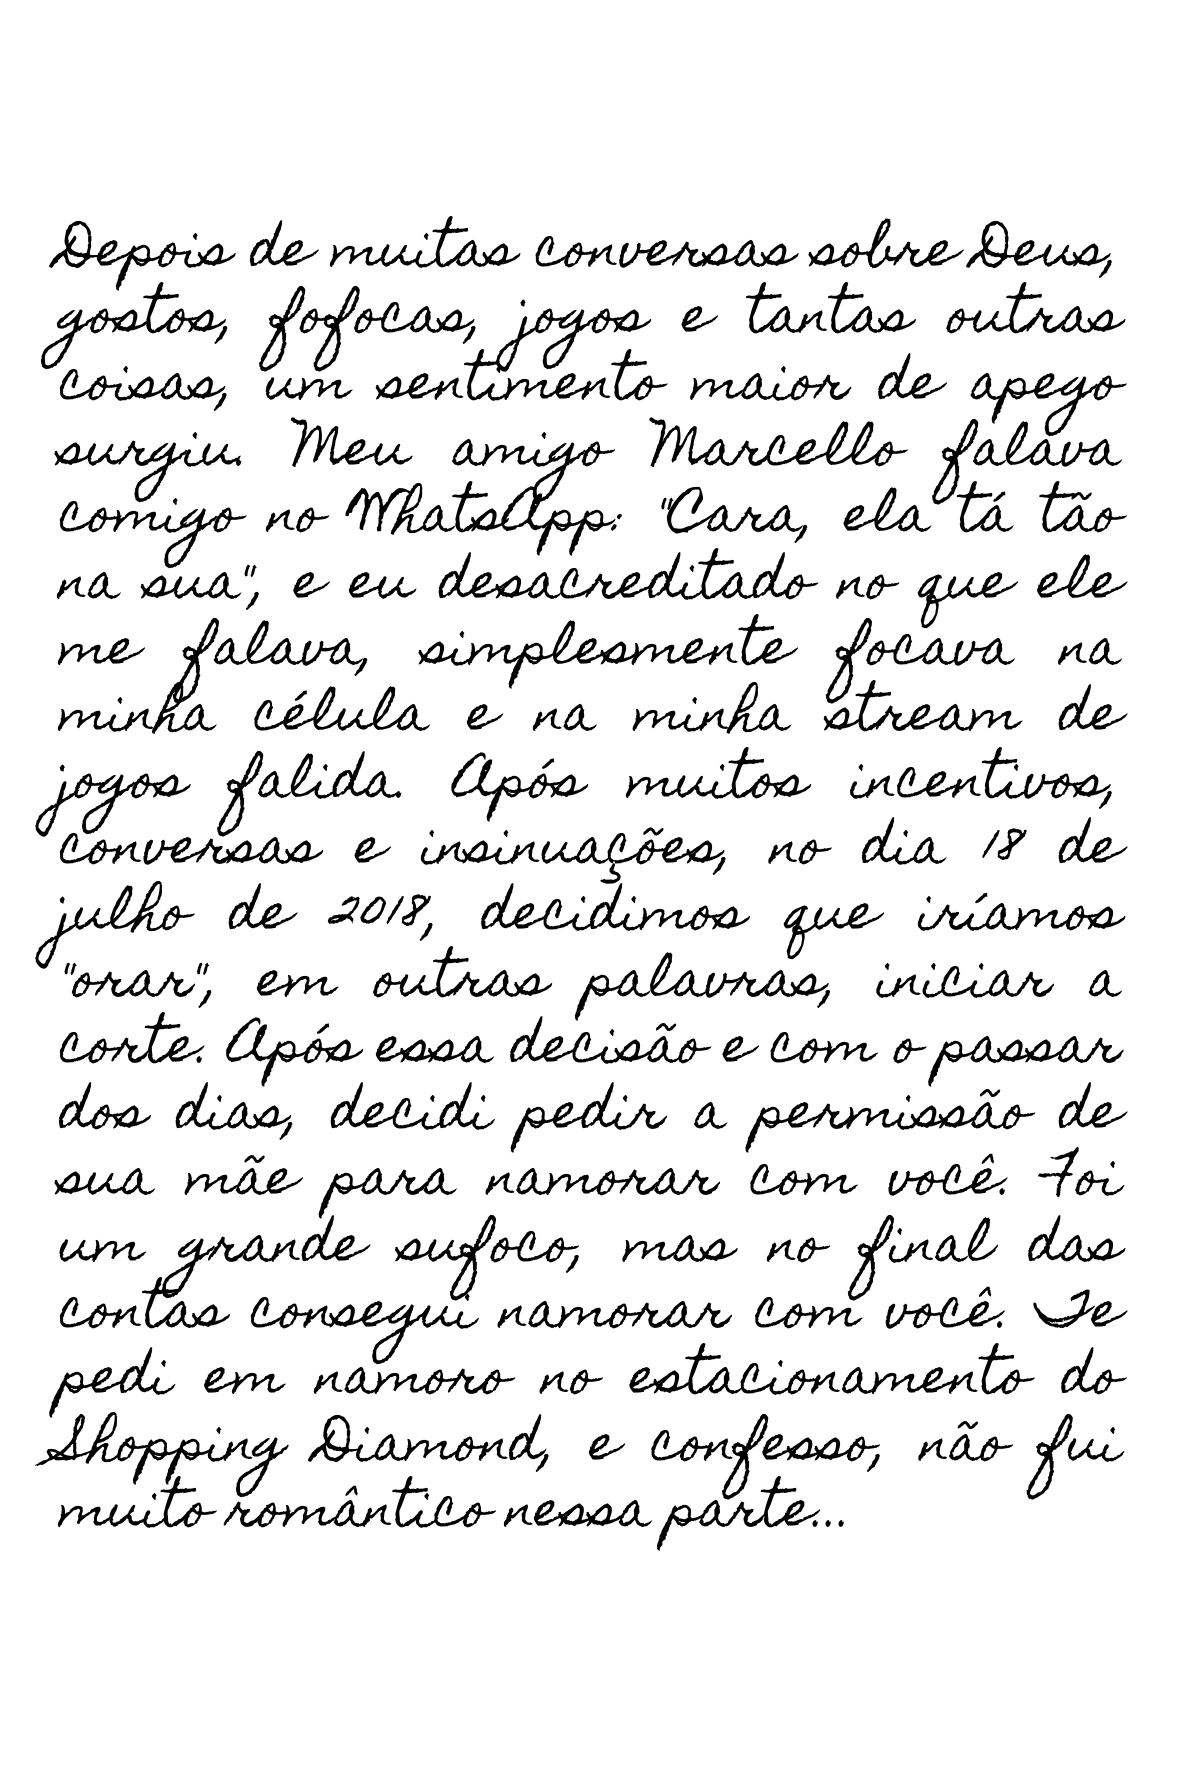 Depois de muitas conversas sobre Deus,
gostos, fofocas, jogos e tantas outras
coisas, um sentimento maior de apego
surgiu. Meu amigo Marcello falava
comigo no WhatsApp: "Cara, ela tá tão
na sua", e eu desacreditado no que ele
me falava, simplesmente focava na
minha célula e na minha stream de
jogos falida. Após muitos incentivos,
conversas e insinuações, no dia 18 de
julho de 2018, decidimos que iríamos
"orar", em outras palavras, iniciar a
corte. Após essa decisão e com o passar
dos dias, decidi pedir a permissão de
sua mãe para namorar com você. Foi
um grande sufoco, mas no final das
contas consegui namorar com você. Te
pedi em namoro no estacionamento do
Shopping Diamond, e confesso, não fui
muito romântico nessa parte...